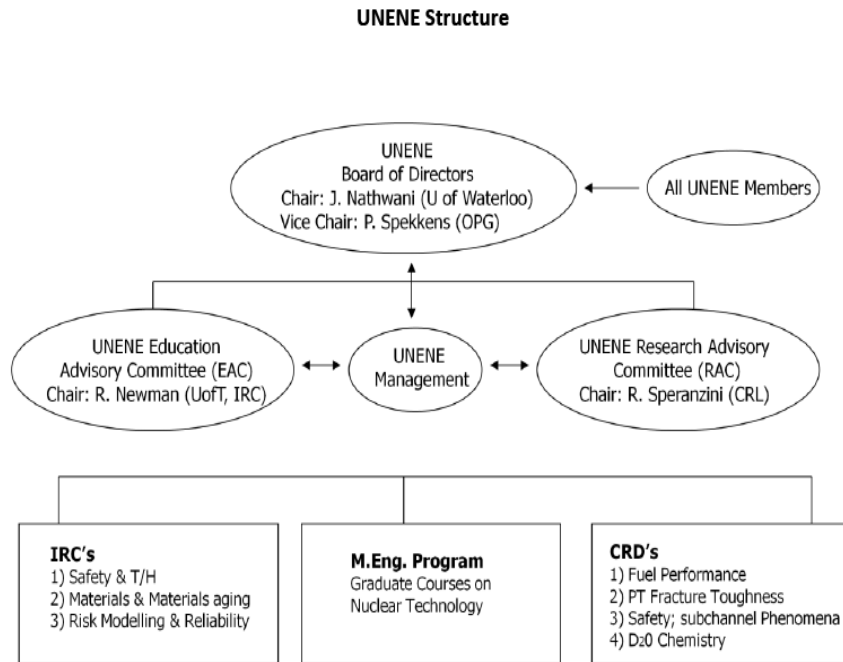 UNENE Structure
UNENE
Board of Directors
Chair: J. Nathwani (U of Waterloo)
Vice Chair: P. Spekkens (OPG)
All UNENE Members
UNENE Education
Advisory Committee (EAC)
Chair: R. Newman (UofT, IRC)
UNENE
Management
UNENE Research Advisory
Committee (RAC)
Chair: R. Speranzini (CRL)
IRC's
1) Safety & T/H
2) Materials & Materials aging
3) Risk Modelling & Reliability
M.Eng. Program
Graduate Courses on
Nuclear Technology
CRD's
1) Fuel Performance
2) PT Fracture Toughness
3) Safety; subchannel Phenomena
4) D20 Chemistry